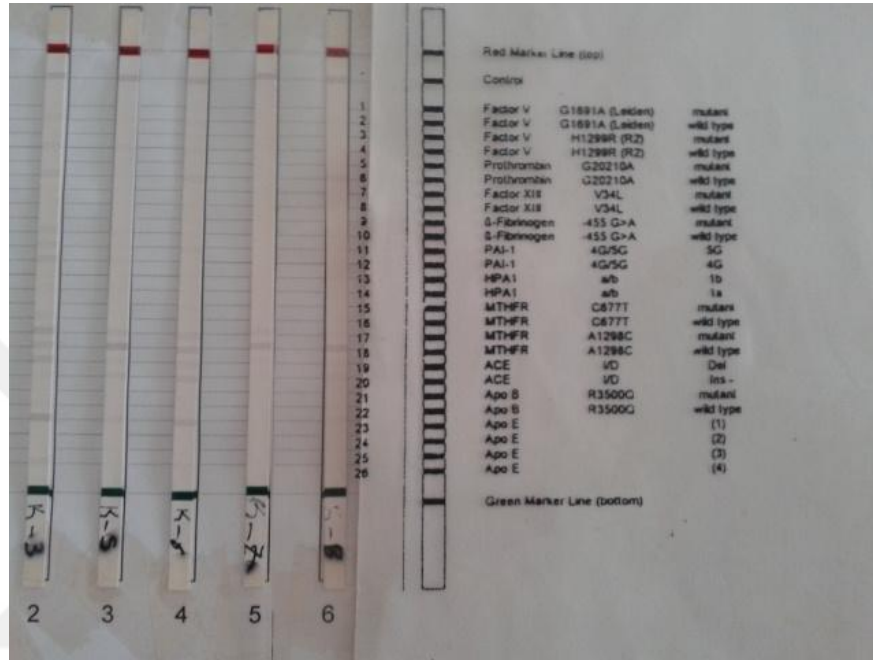 Red Marker Line (top)
Control
1 Factor V G1691A (Leiden) mutant
2 Factor V G1691A (Leiden) wild type
3 Factor V H1299R (R2) mutant
4 Factor V H1299R (R2) wild type
5 Prothrombin G20210A mutant
6 Prothrombin G20210A wild type
7 Factor XIII V34L mutant
8 Factor XIII V34L wild type
9 ß-Fibrinogen -455 G>A mutant
10 ß-Fibrinogen -455 G>A wild type
11 PAI-1 4G/5G 5G
12 PAI-1 4G/5G 4G
13 HPA1 a/b 1b
14 HPA1 a/b 1a
15 MTHFR C677T mutant
16 MTHFR C677T wild type
17 MTHFR A1298C mutant
18 MTHFR A1298C wild type
19 ACE I/D Del
20 ACE I/D Ins -
21 Apo B R3500G mutant
22 Apo B R3500G wild type
23 Apo E (1)
24 Apo E (2)
25 Apo E (3)
26 Apo E (4)
Green Marker Line (bottom)
K-3 K-5 K-8
2 3 4 5 6